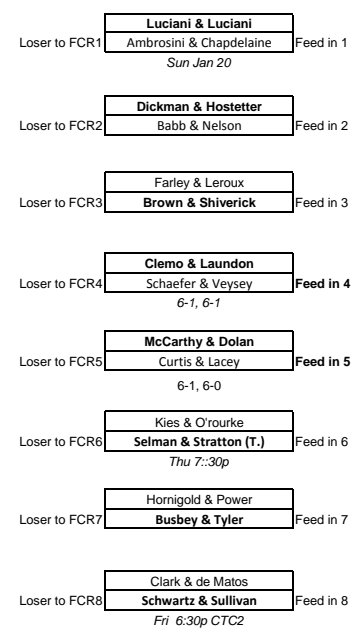 Luciani & Luciani
Loser to FCR1 Ambrosini & Chapdelaine Feed in 1
Sun Jan 20
Dickman & Hostetter
Loser to FCR2 Babb & Nelson Feed in 2
Farley & Leroux
Loser to FCR3 Brown & Shiverick Feed in 3
Clemo & Laundon
Loser to FCR4 Schaefer & Veysey Feed in 4
6-1, 6-1
McCarthy & Dolan
Loser to FCR5 Curtis & Lacey Feed in 5
6-1, 6-0
Kies & O'rourke
Loser to FCR6 Selman & Stratton (T.) Feed in 6
Thu 7::30p
Hornigold & Power
Loser to FCR7 Busbey & Tyler Feed in 7
Clark & de Matos
Loser to FCR8 Schwartz & Sullivan Feed in 8
Fri 6:30p CTC2